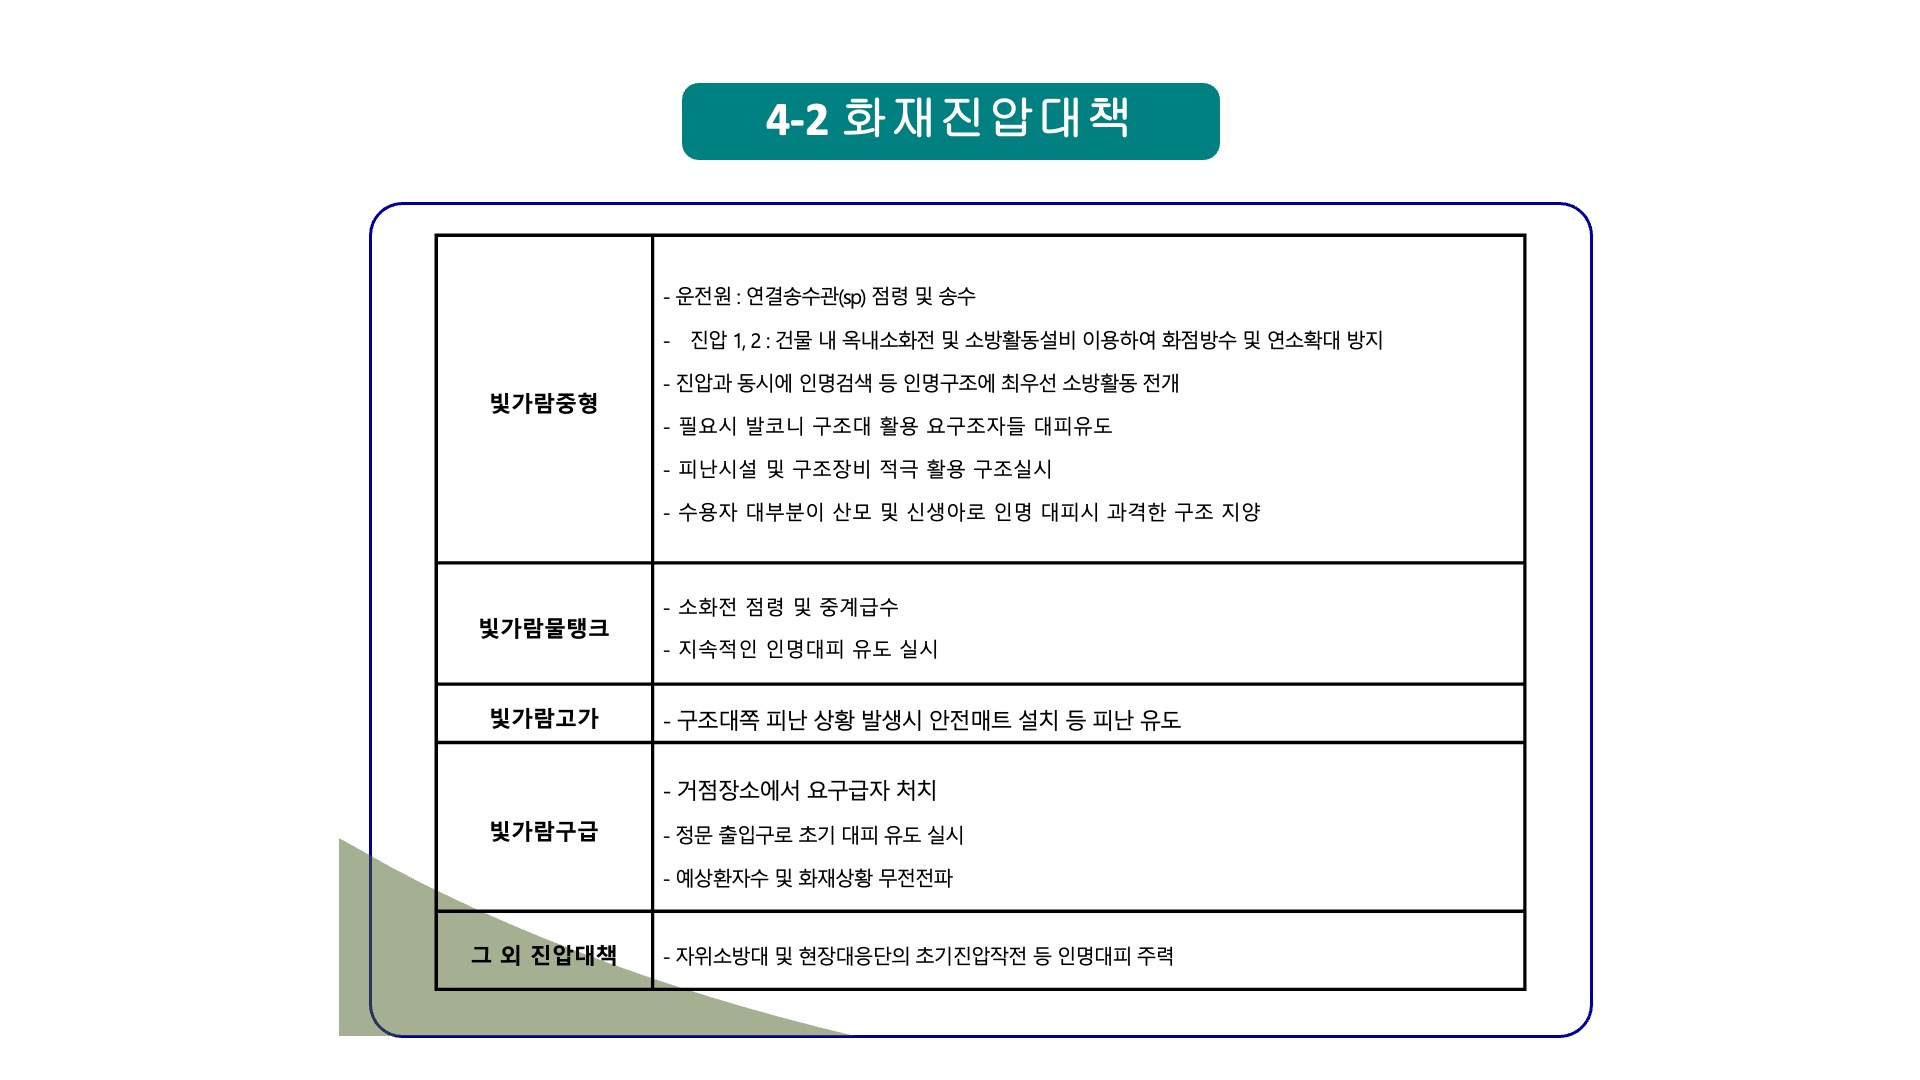 4-2 화재진압대책
빛가람중형
- 운전원 : 연결송수관(sp) 점령 및 송수
- 진압 1, 2 : 건물 내 옥내소화전 및 소방활동설비 이용하여 화점방수 및 연소확대 방지
- 진압과 동시에 인명검색 등 인명구조에 최우선 소방활동 전개
- 필요시 발코니 구조대 활용 요구조자들 대피유도
- 피난시설 및 구조장비 적극 활용 구조실시
- 수용자 대부분이 산모 및 신생아로 인명 대피시 과격한 구조 지양
빛가람물탱크
- 소화전 점령 및 중계급수
- 지속적인 인명대피 유도 실시
빛가람고가
- 구조대쪽 피난 상황 발생시 안전매트 설치 등 피난 유도
빛가람구급
- 거점장소에서 요구급자 처치
- 정문 출입구로 초기 대피 유도 실시
- 예상환자수 및 화재상황 무전전파
그 외 진압대책
- 자위소방대 및 현장대응단의 초기진압작전 등 인명대피 주력